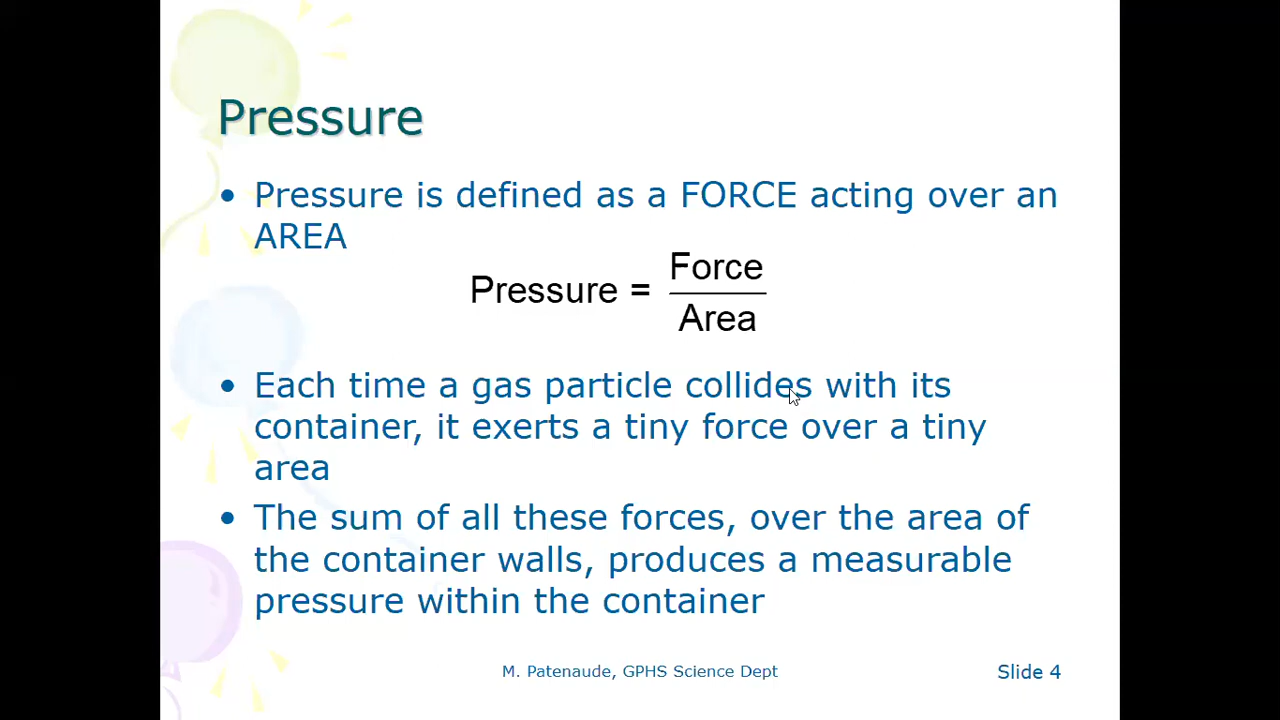 Pressure
• Pressure is defined as a FORCE acting over an
AREA
Pressure = Force
Area
• Each time a gas particle collides with its
container, it exerts a tiny force over a tiny
area
• The sum of all these forces, over the area of
the container walls, produces a measurable
pressure within the container
M. Patenaude, GPHS Science Dept
Slide 4